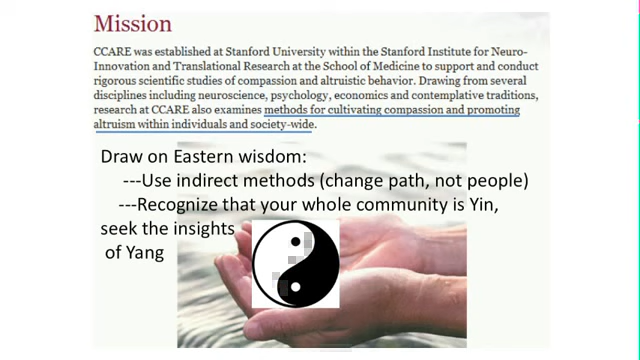 Mission
CCARE was established at Stanford University within the Stanford Institute for Neuro-
Innovation and Translational Research at the School of Medicine to support and conduct
rigorous scientific studies of compassion and altruistic behavior. Drawing from several
disciplines including neuroscience, psychology, economics and contemplative traditions,
research at CCARE also examines methods for cultivating compassion and promoting
altruism within individuals and society-wide.
Draw on Eastern wisdom:
---Use indirect methods (change path, not people)
---Recognize that your whole community is Yin,
seek the insights
of Yang